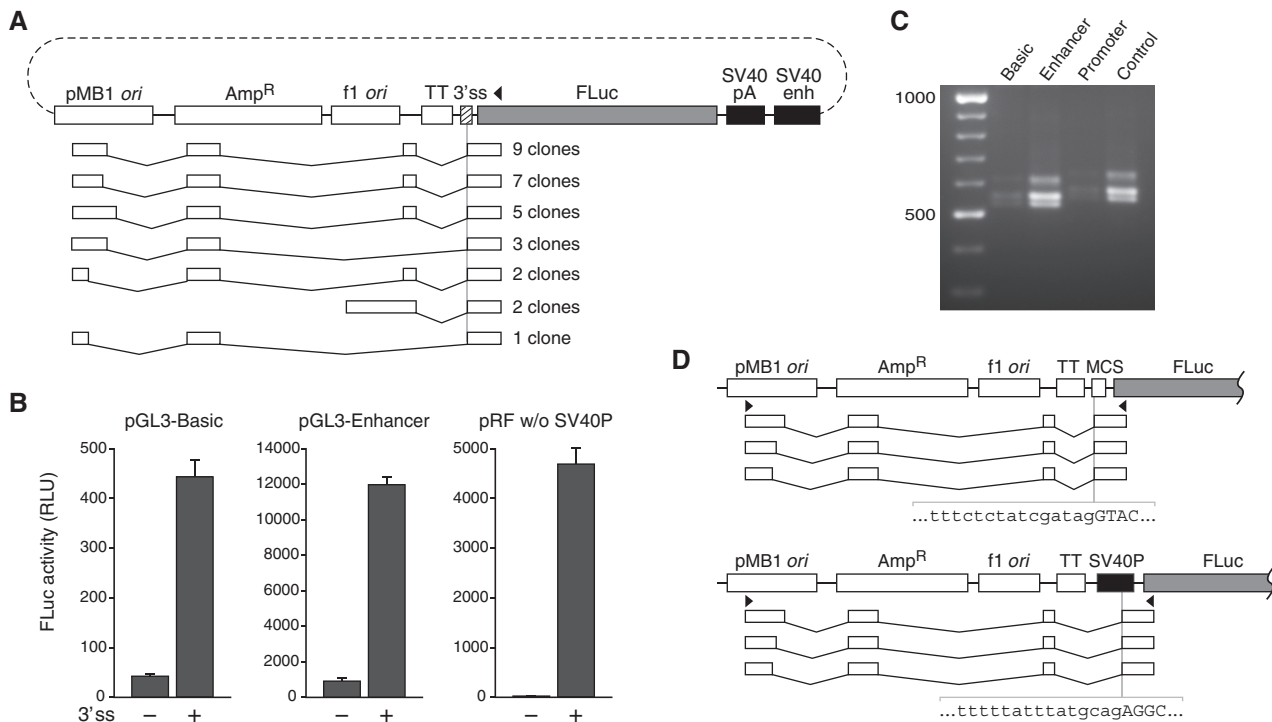 A
pMB1 ori AmpR f1 ori TT 3'ss FLuc SV40 pA SV40 enh
9 clones
7 clones
5 clones
3 clones
2 clones
2 clones
1 clone
B
pGL3-Basic pGL3-Enhancer pRF w/o SV40P
FLuc activity (RLU)
500
400
300
200
100
0
14000
12000
10000
8000
6000
4000
2000
0
5000
4000
3000
2000
1000
0
3'ss – + – + – +
C
Basic Enhancer Promoter Control
1000
500
D
pMB1 ori AmpR f1 ori TT MCS FLuc
...tttctctatcgatagGTAC...
pMB1 ori AmpR f1 ori TT SV40P FLuc
...tttttatttatgcagAGGC...